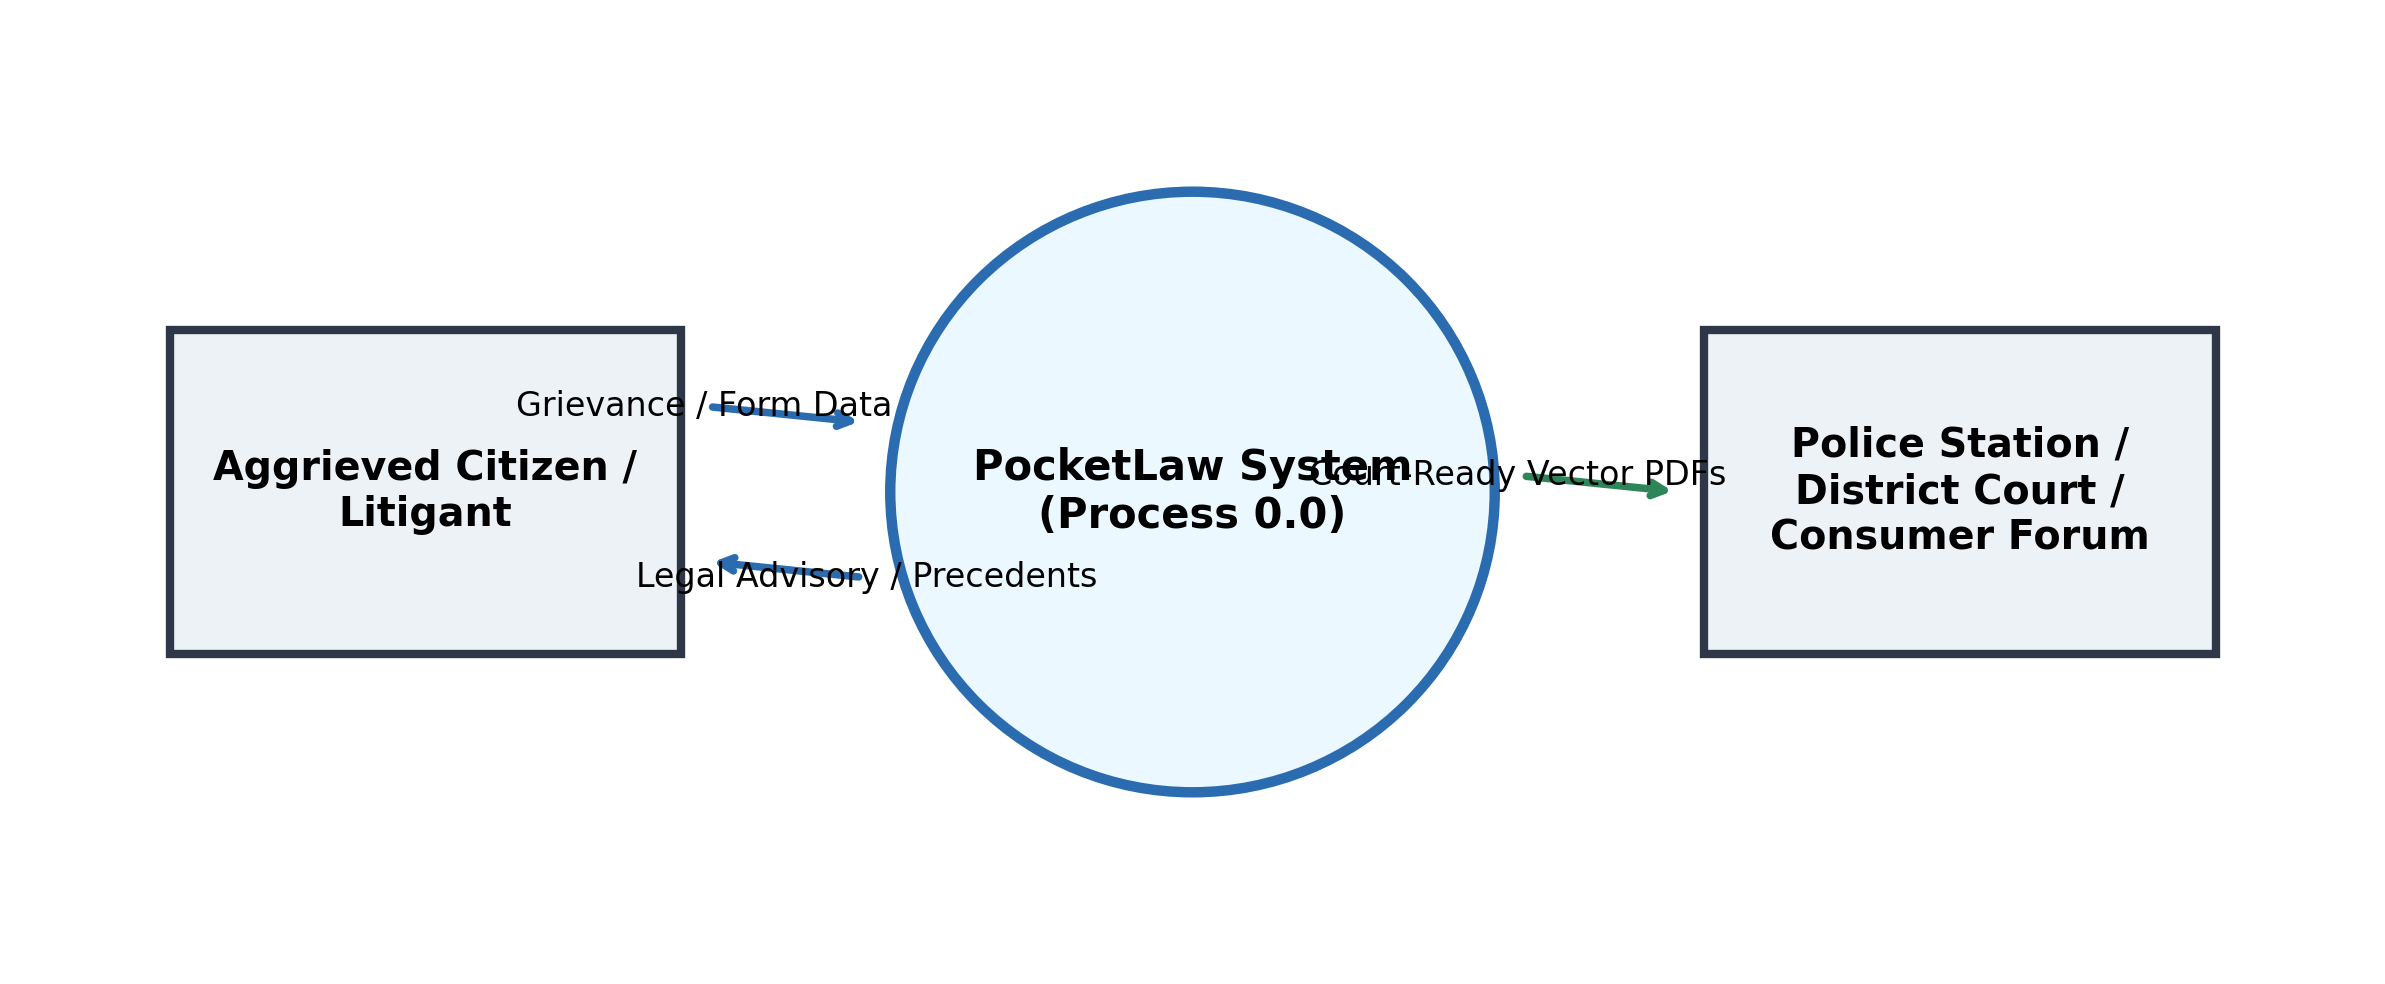 Grievance / Form Data
Aggrieved Citizen /
Litigant
Legal Advisory / Precedents
PocketLaw System
(Process 0.0)
Court-Ready Vector PDFs
Police Station /
District Court /
Consumer Forum